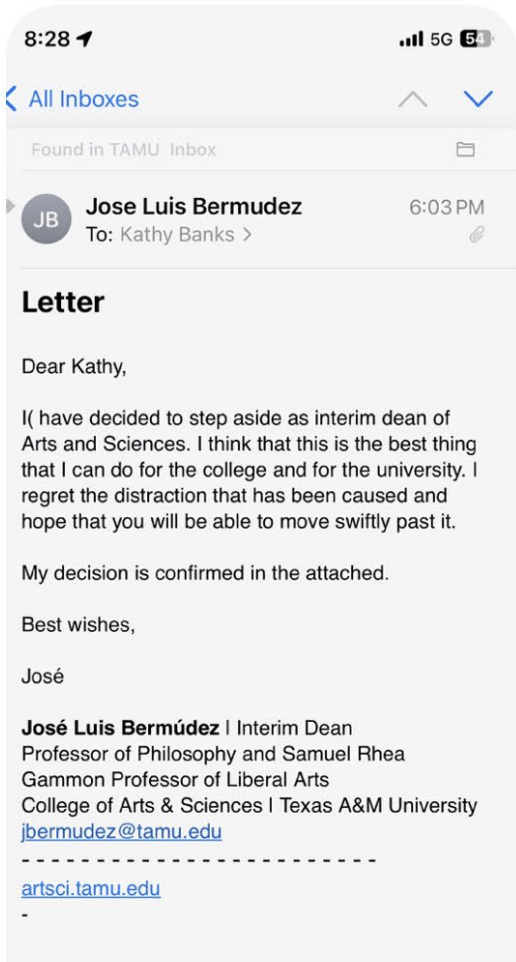 8:28
5G 54
All Inboxes
Found in TAMU Inbox
JB
Jose Luis Bermudez 6:03 PM
To: Kathy Banks >
Letter
Dear Kathy,
I( have decided to step aside as interim dean of
Arts and Sciences. I think that this is the best thing
that I can do for the college and for the university. I
regret the distraction that has been caused and
hope that you will be able to move swiftly past it.
My decision is confirmed in the attached.
Best wishes,
José
José Luis Bermúdez | Interim Dean
Professor of Philosophy and Samuel Rhea
Gammon Professor of Liberal Arts
College of Arts & Sciences | Texas A&M University
jbermudez@tamu.edu
- - - - - - - - - - - - - - - - - - - - - - - -
artsci.tamu.edu
-